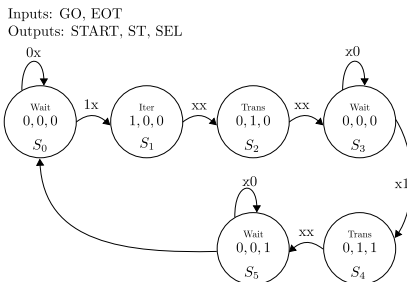 Inputs: GO, EOT
Outputs: START, ST, SEL
0x
x0
1x
xx
xx
Wait
0, 0, 0
S0
Iter
1, 0, 0
S1
Trans
0, 1, 0
S2
Wait
0, 0, 0
S3
x1
x0
xx
Wait
0, 0, 1
S5
Trans
0, 1, 1
S4